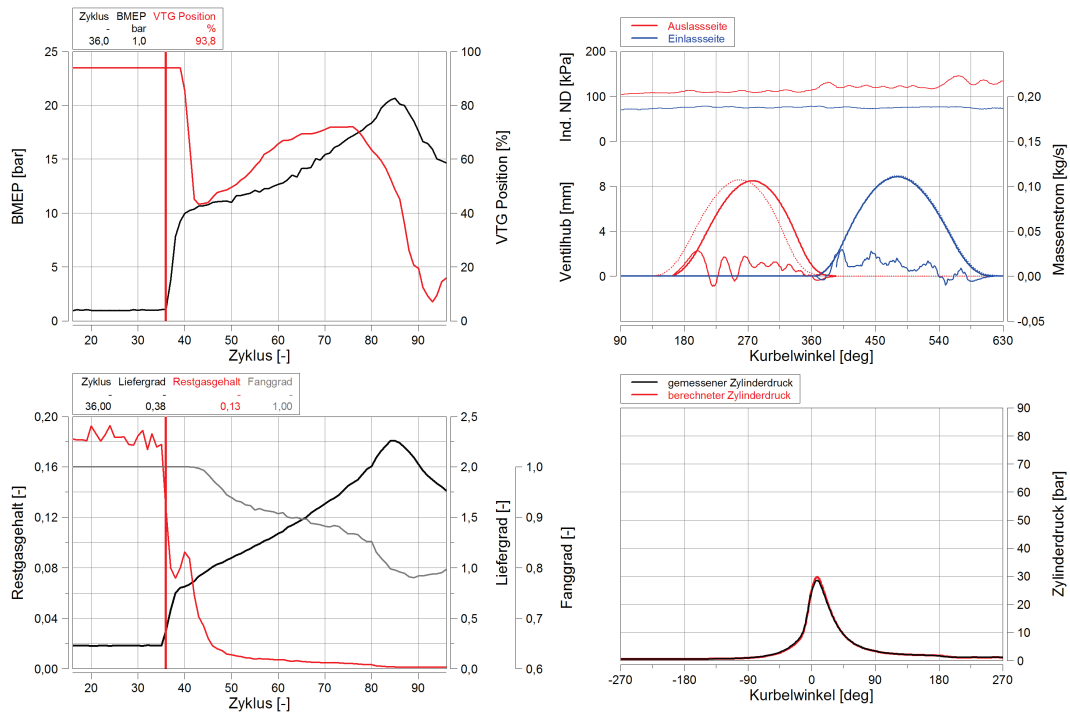 Zyklus BMEP VTG Position
- bar %
36,0 1,0 93,8
25
20
15
10
5
0
BMEP [bar]
100
80
60
40
20
0
VTG Position [%]
20 30 40 50 60 70 80 90
Zyklus [-]
Auslassseite
Einlassseite
200
100
0
Ind. ND [kPa]
8
4
0
Ventilhub [mm]
0,20
0,15
0,10
0,05
0,00
-0,05
Massenstrom [kg/s]
90 180 270 360 450 540 630
Kurbelwinkel [deg]
Zyklus Liefergrad Restgasgehalt Fanggrad
- - - -
36,00 0,38 0,13 1,00
0,20
0,16
0,12
0,08
0,04
0,00
Restgasgehalt [-]
2,5
2,0
1,5
1,0
0,5
0,0
Liefergrad [-]
1,0
0,9
0,8
0,7
0,6
Fanggrad [-]
20 30 40 50 60 70 80 90
Zyklus [-]
gemessener Zylinderdruck
berechneter Zylinderdruck
90
80
70
60
50
40
30
20
10
0
Zylinderdruck [bar]
-270 -180 -90 0 90 180 270
Kurbelwinkel [deg]